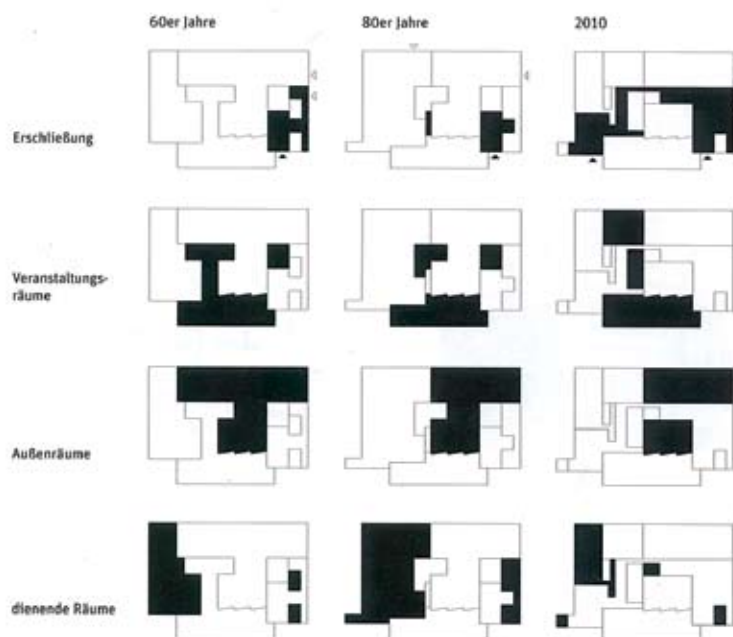 60er Jahre
80er Jahre
2010
Erschließung
Veranstaltungs-
räume
Außenräume
dienende Räume